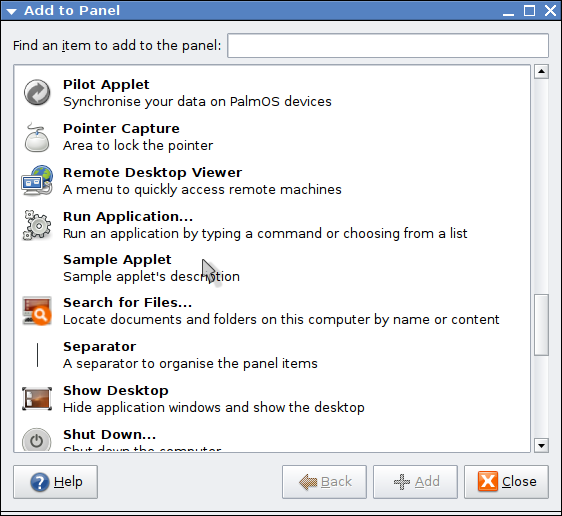 Add to Panel
Find an item to add to the panel:
Pilot Applet
Synchronise your data on PalmOS devices
Pointer Capture
Area to lock the pointer
Remote Desktop Viewer
A menu to quickly access remote machines
Run Application...
Run an application by typing a command or choosing from a list
Sample Applet
Sample applet's description
Search for Files...
Locate documents and folders on this computer by name or content
Separator
A separator to organise the panel items
Show Desktop
Hide application windows and show the desktop
Shut Down...
Shut down the computer
Help
Back
Add
Close